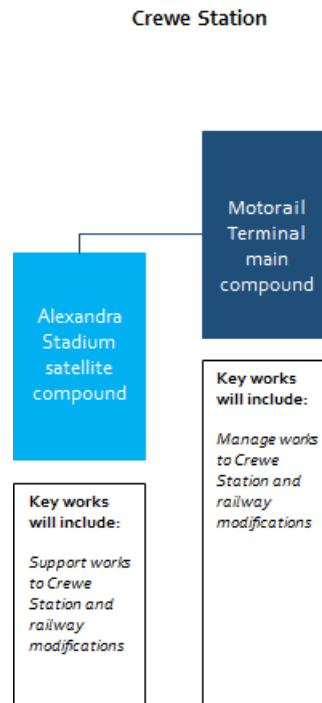 Crewe Station
Motorail
Terminal
main
compound
Alexandra
Stadium
satellite
compound
Key works
will include:
Manage works
to Crewe
Station and
railway
modifications
Key works
will include:
Support works
to Crewe
Station and
railway
modifications